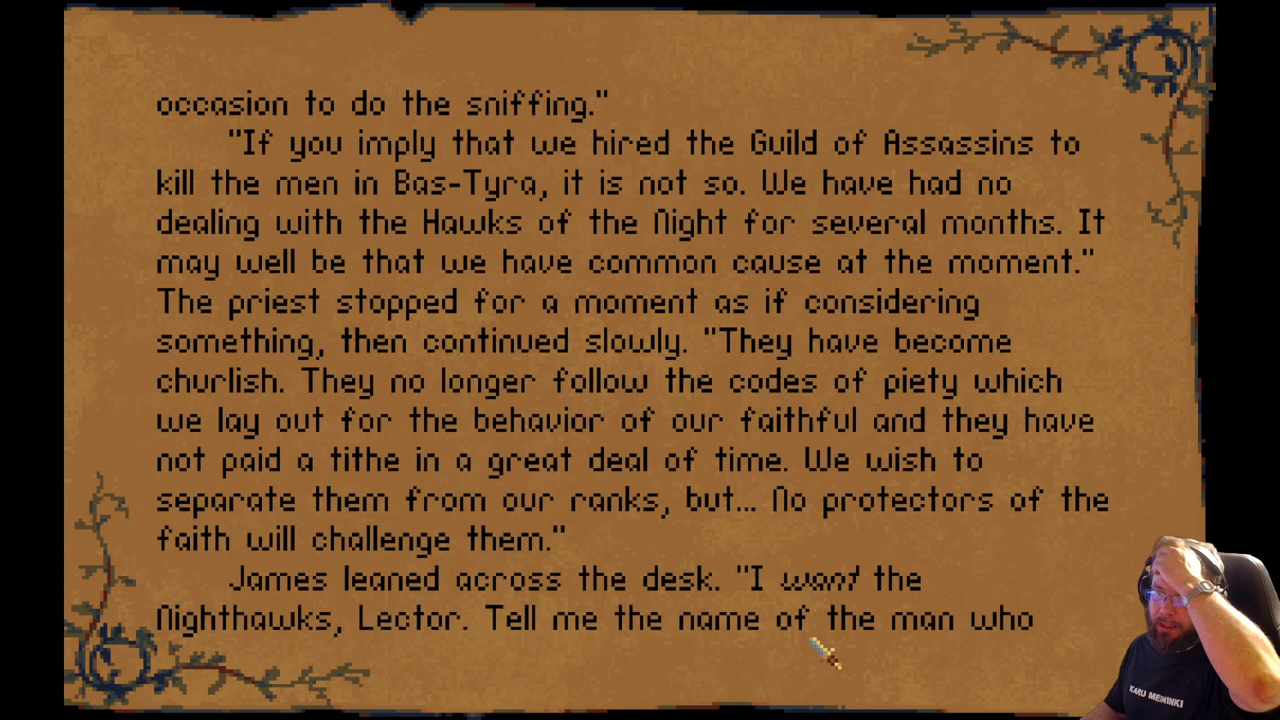 occasion to do the sniffing."
"If you imply that we hired the Guild of Assassins to
kill the men in Bas-Tyra, it is not so. We have had no
dealing with the Hawks of the Night for several months. It
may well be that we have common cause at the moment."
The priest stopped for a moment as if considering
something, then continued slowly. "They have become
churlish. They no longer follow the codes of piety which
we lay out for the behavior of our faithful and they have
not paid a tithe in a great deal of time. We wish to
separate them from our ranks, but... No protectors of the
faith will challenge them."
James leaned across the desk. "I want the
Nighthawks, Lector. Tell me the name of the man who
KARU MEININKI